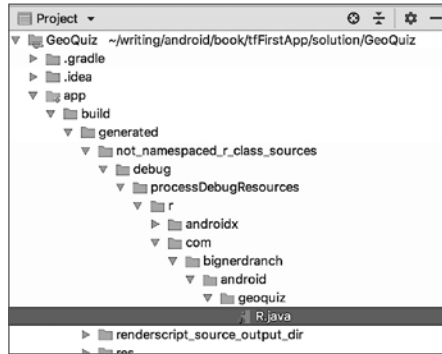 Project
GeoQuiz ~/writing/android/book/tfFirstApp/solution/GeoQuiz
.gradle
.idea
app
build
generated
not_namespaced_r_class_sources
debug
processDebugResources
r
androidx
com
bignerdranch
android
geoquiz
R.java
renderscript_source_output_dir
res